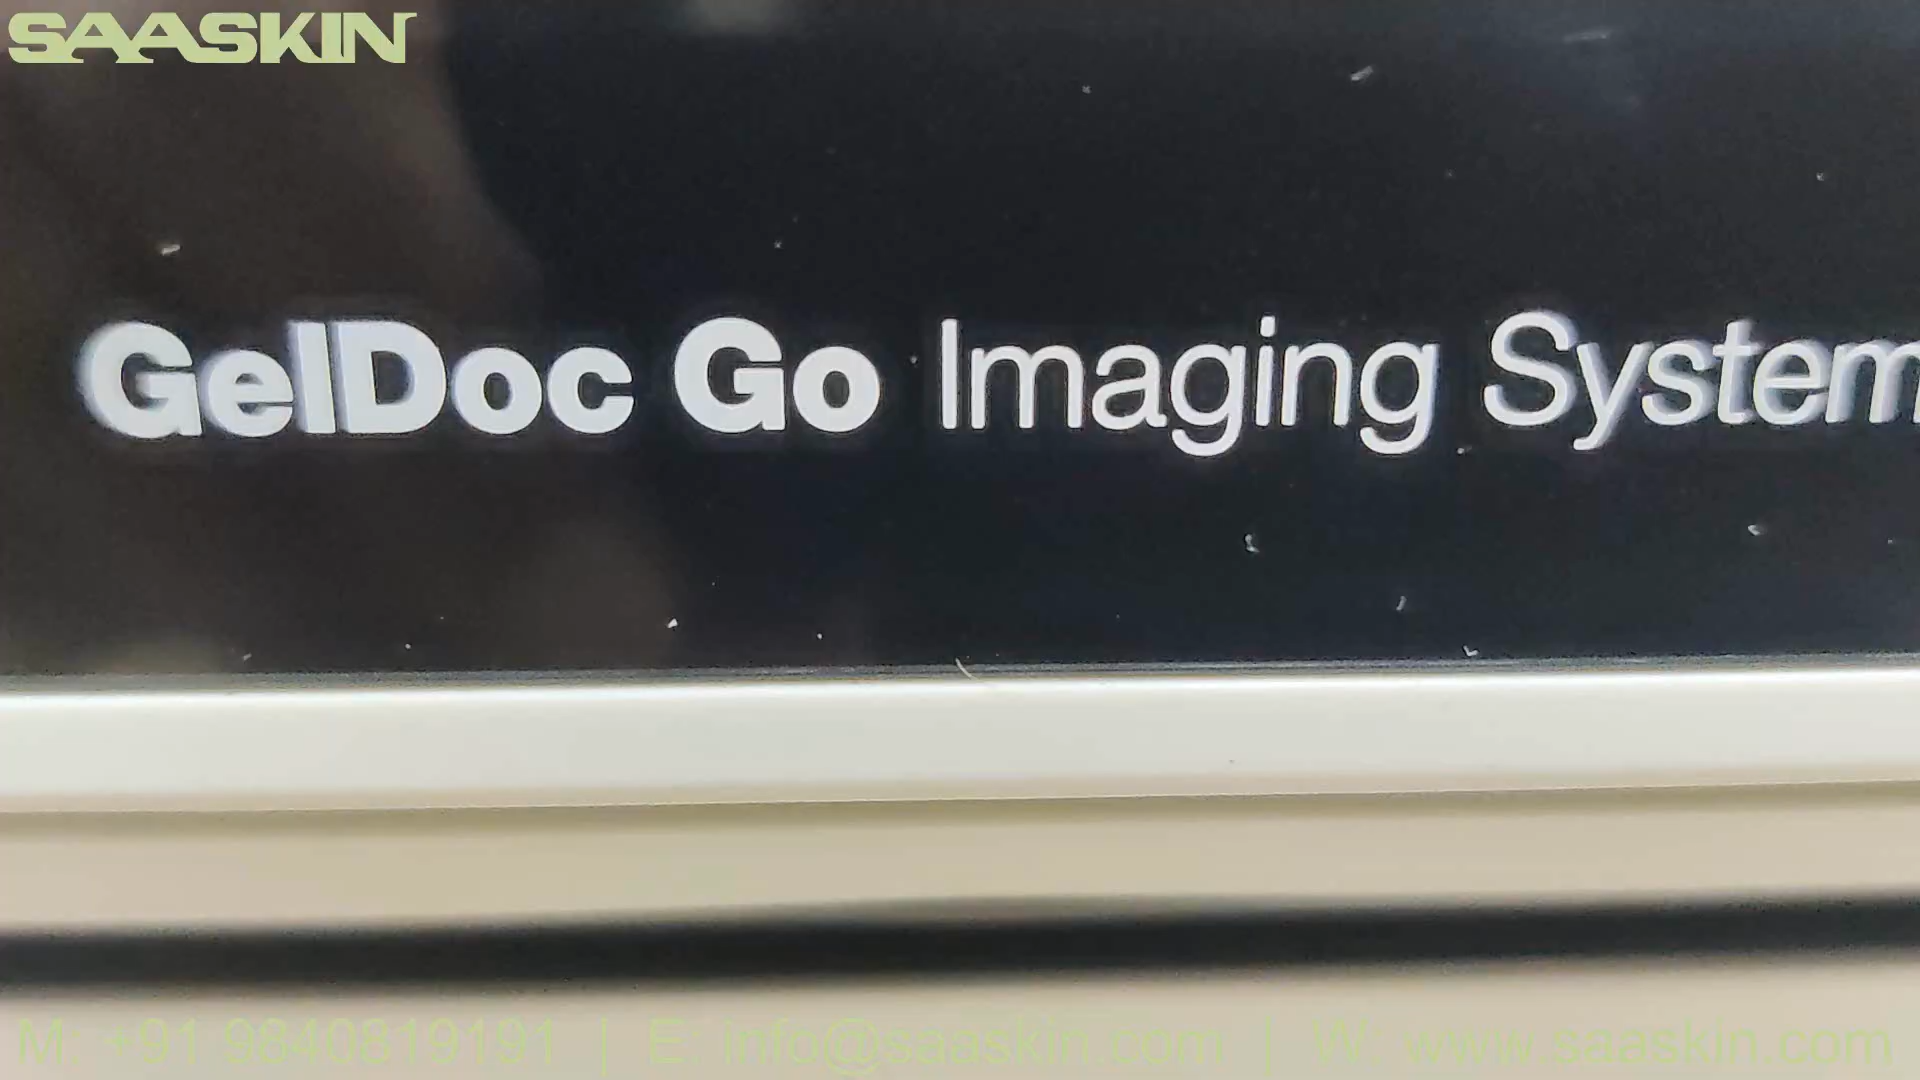 SAASKIN
GelDoc Go Imaging System
M: +91 9840819191 | E: info@saaskin.com | W: www.saaskin.com